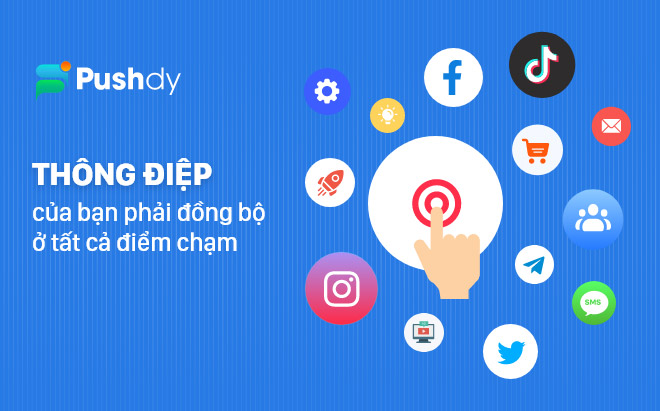 Pushdy
THÔNG ĐIỆP
của bạn phải đồng bộ
ở tất cả điểm chạm
SMS